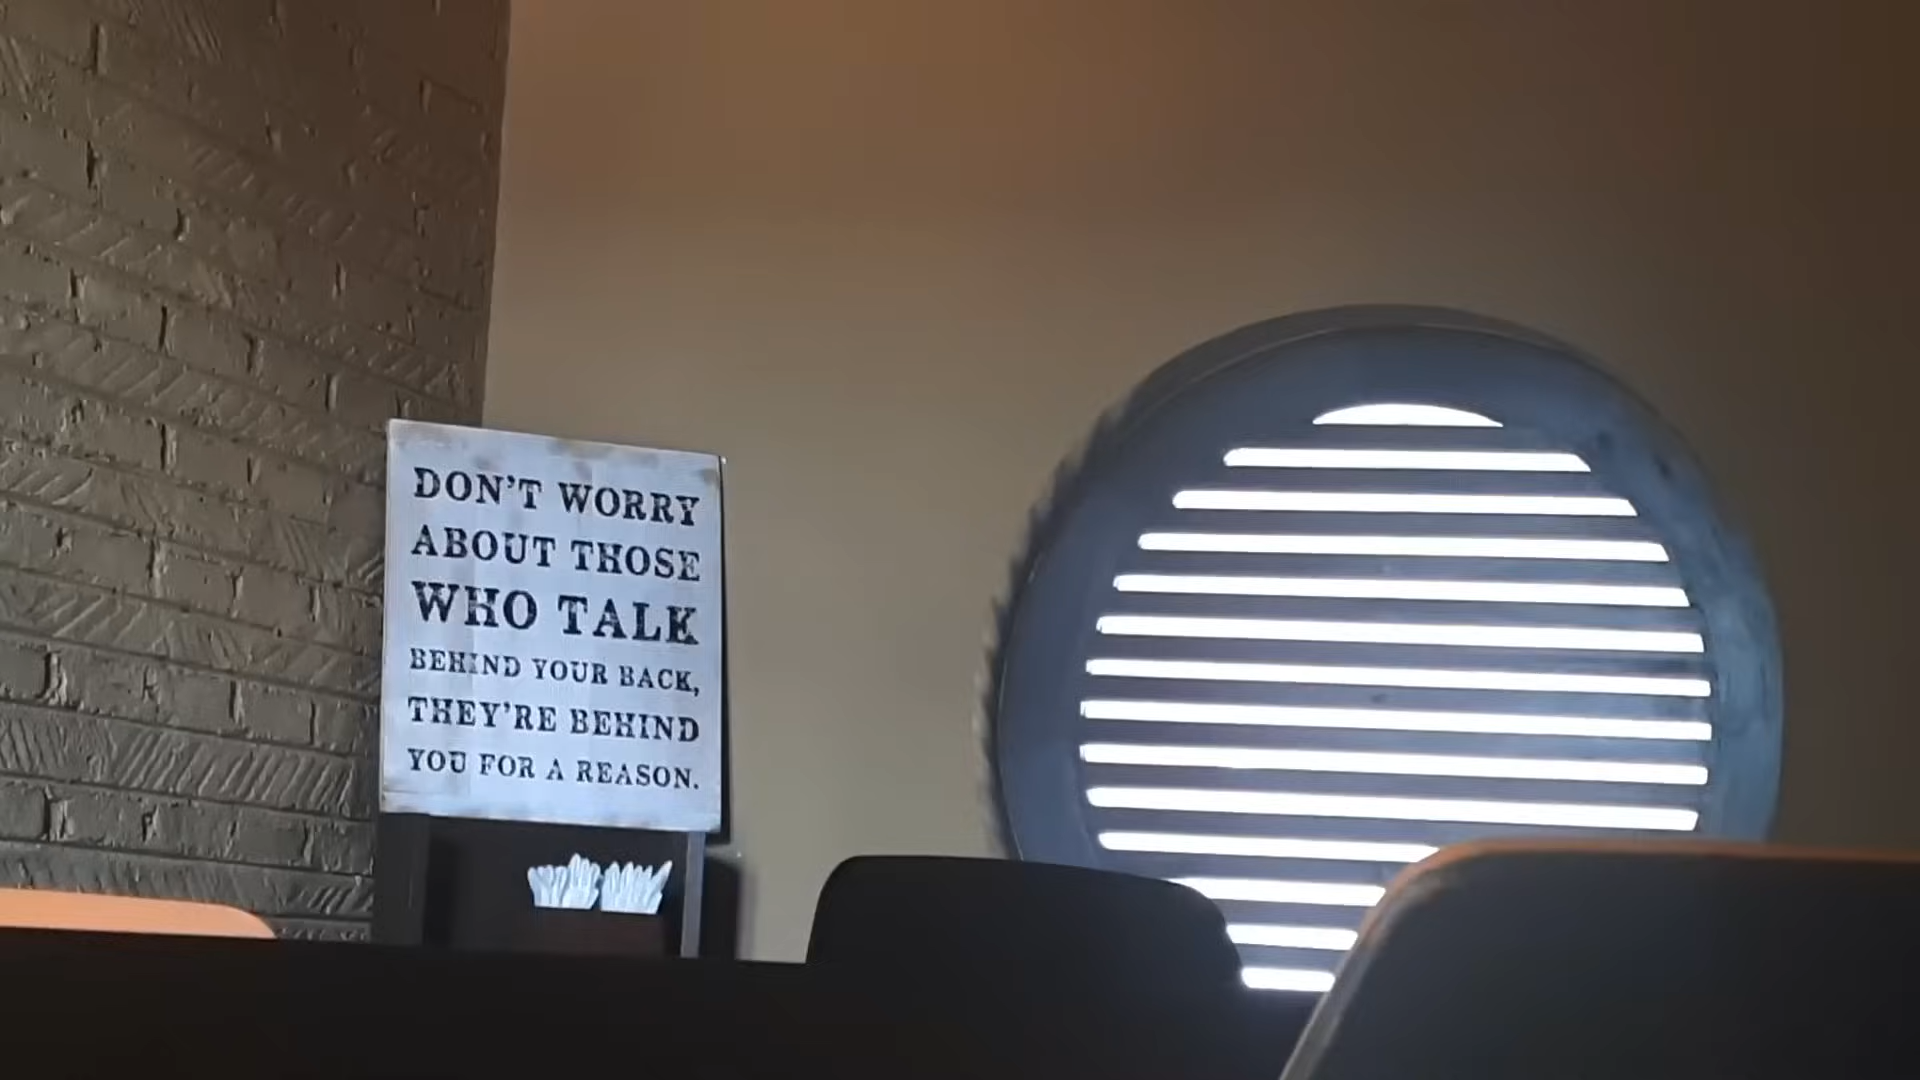 DON'T WORRY
ABOUT THOSE
WHO TALK
BEHIND YOUR BACK,
THEY'RE BEHIND
YOU FOR A REASON.